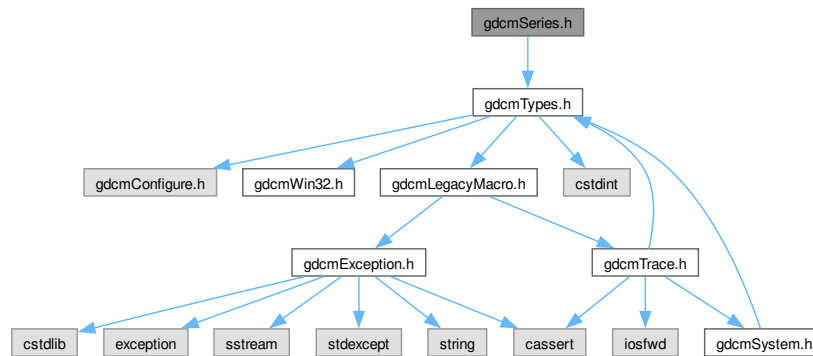 gdcmSeries.h
gdcmTypes.h
gdcmConfigure.h
gdcmWin32.h
gdcmLegacyMacro.h
cstdint
gdcmException.h
gdcmTrace.h
cstdlib
exception
sstream
stdexcept
string
cassert
iosfwd
gdcmSystem.h